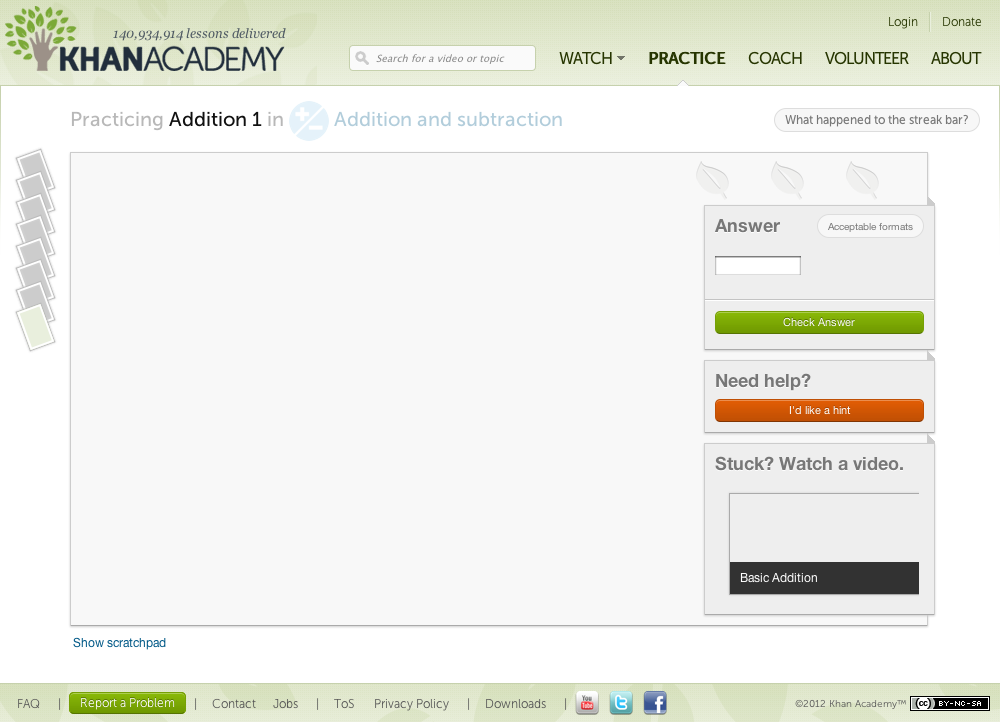 140,934,914 lessons delivered
KHANACADEMY
Login
Donate
Search for a video or topic
WATCH
PRACTICE
COACH
VOLUNTEER
ABOUT
Practicing Addition 1 in Addition and subtraction
What happened to the streak bar?
Answer
Acceptable formats
Check Answer
Need help?
I'd like a hint
Stuck? Watch a video.
Basic Addition
Show scratchpad
FAQ | Report a Problem | Contact Jobs | ToS Privacy Policy | Downloads |
You Tube
©2012 Khan Academy™
cc BY-NC-SA